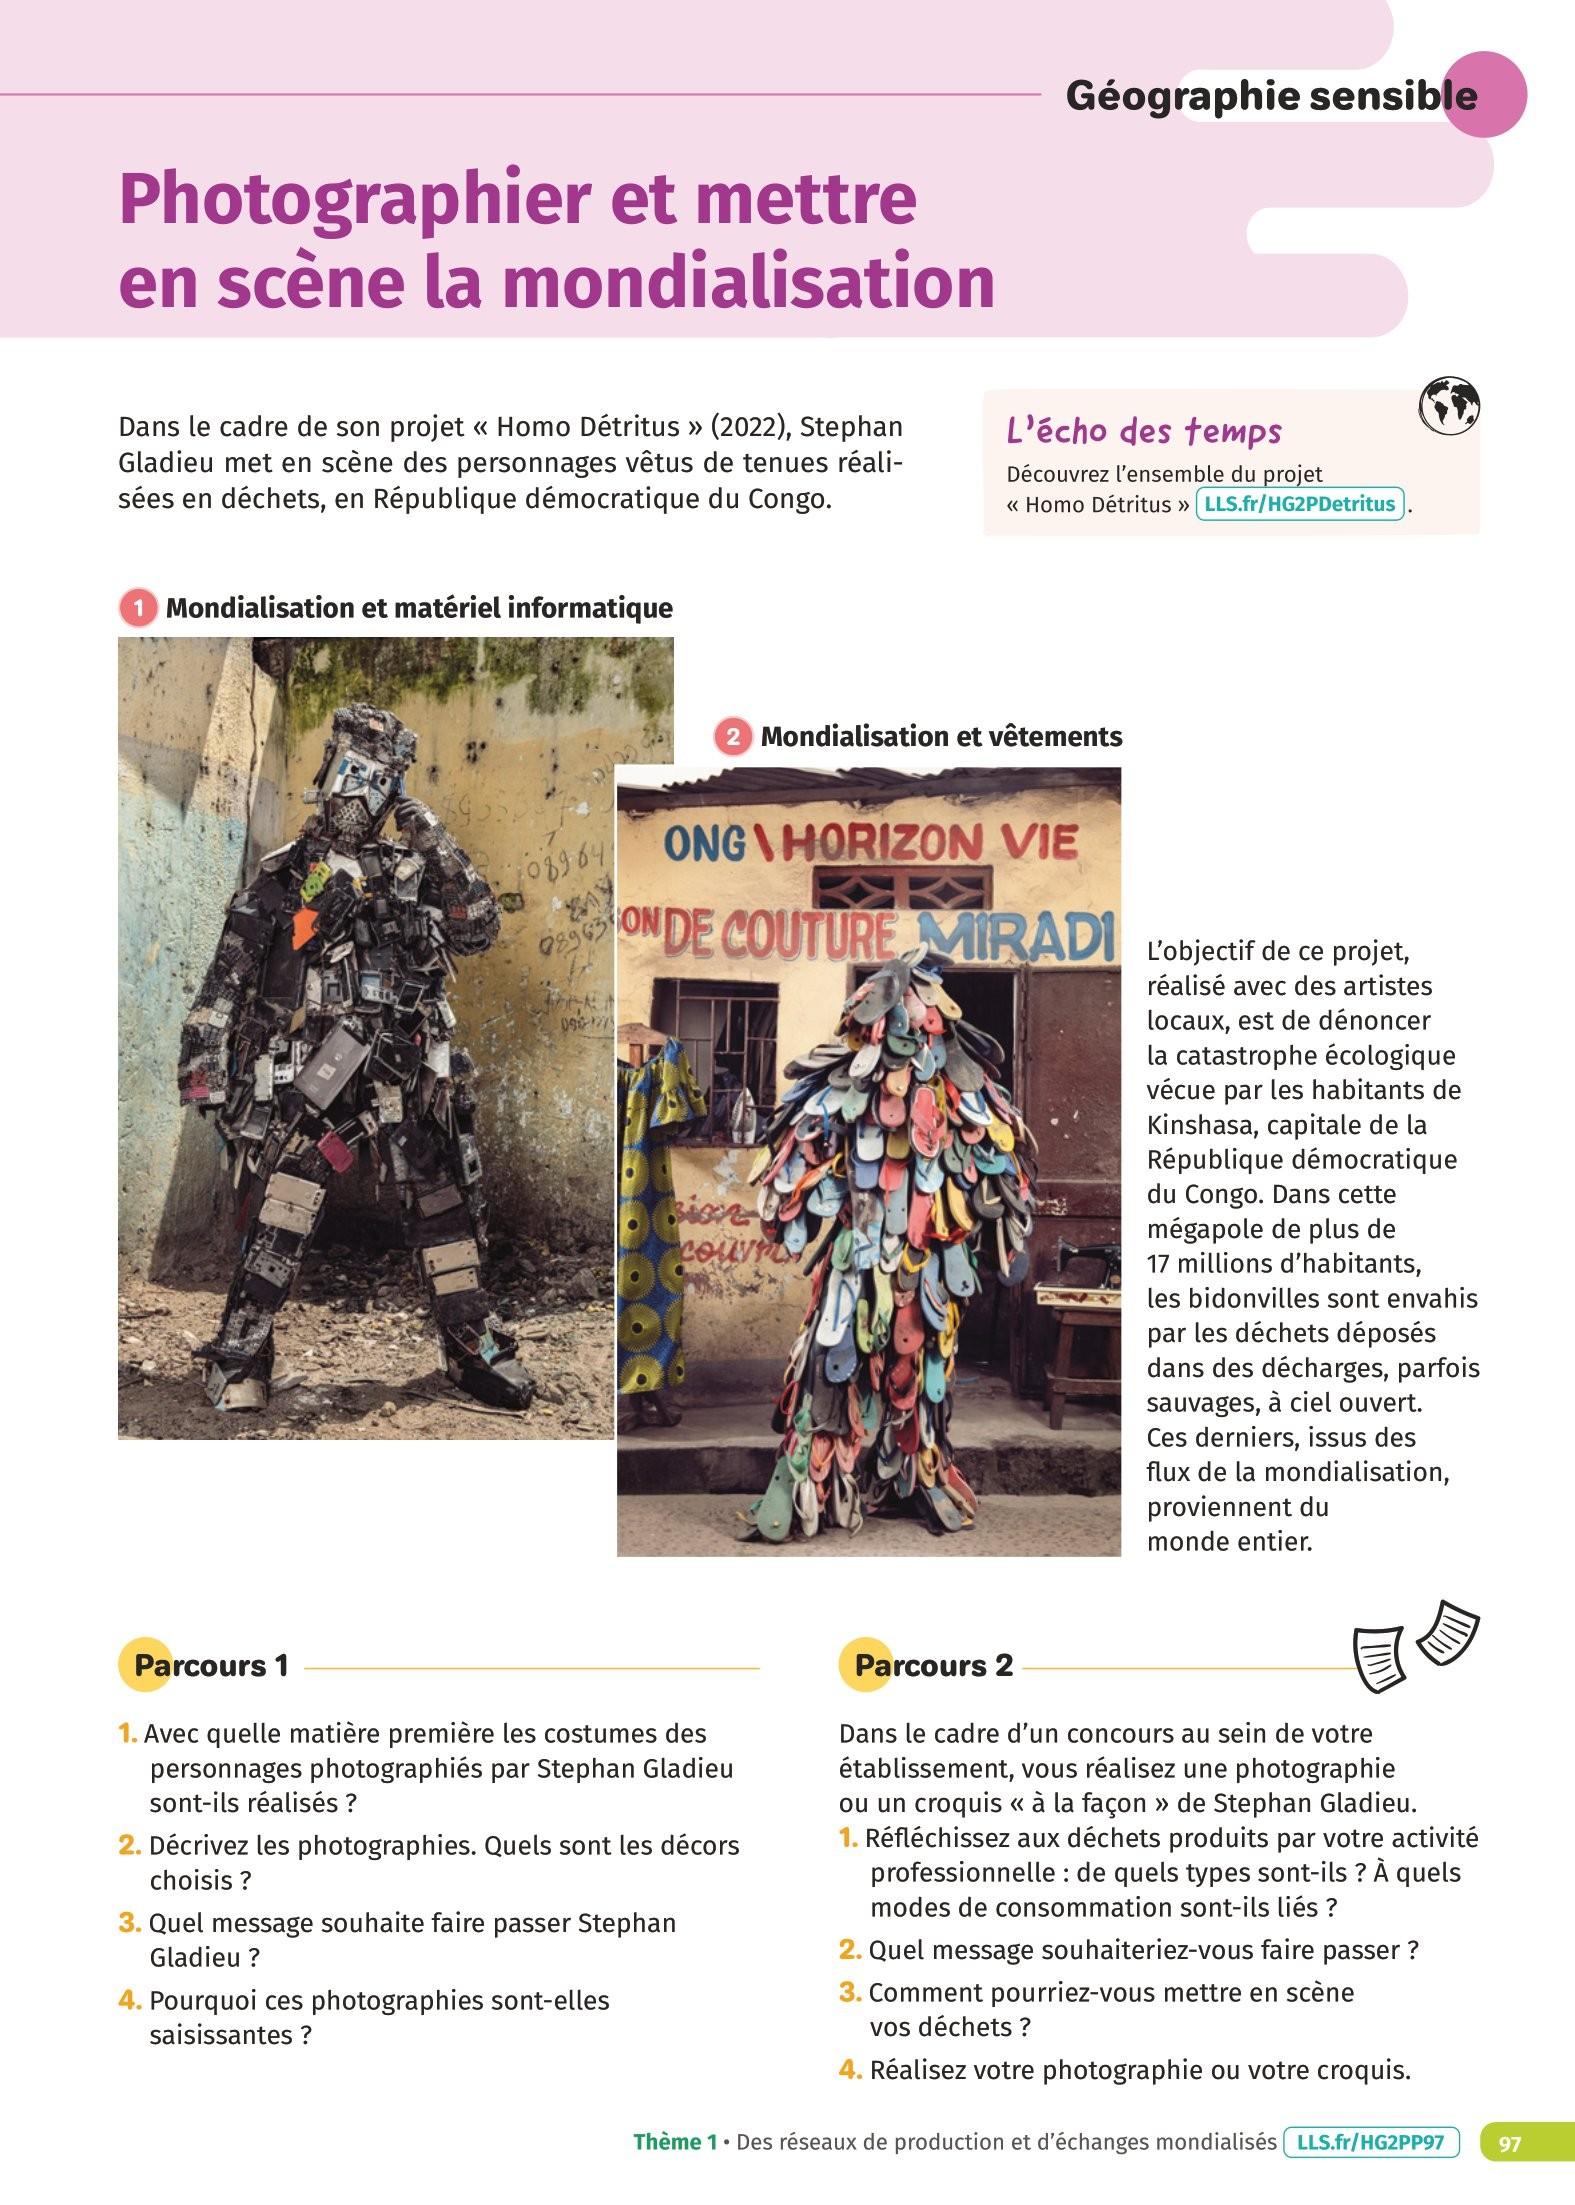 Géographie sensible
Photographier et mettre
en scène la mondialisation
Dans le cadre de son projet « Homo Détritus » (2022), Stephan
Gladieu met en scène des personnages vêtus de tenues réali-
sées en déchets, en République démocratique du Congo.
L'écho des temps
Découvrez l'ensemble du projet
« Homo Détritus » LLS.fr/HG2PDetritus .
1 Mondialisation et matériel informatique
2 Mondialisation et vêtements
ONG \ HORIZON VIE
ON DE COUTURE MIRADI
L'objectif de ce projet,
réalisé avec des artistes
locaux, est de dénoncer
la catastrophe écologique
vécue par les habitants de
Kinshasa, capitale de la
République démocratique
du Congo. Dans cette
mégapole de plus de
17 millions d'habitants,
les bidonvilles sont envahis
par les déchets déposés
dans des décharges, parfois
sauvages, à ciel ouvert.
Ces derniers, issus des
flux de la mondialisation,
proviennent du
monde entier.
Parcours 1
1. Avec quelle matière première les costumes des
personnages photographiés par Stephan Gladieu
sont-ils réalisés ?
2. Décrivez les photographies. Quels sont les décors
choisis ?
3. Quel message souhaite faire passer Stephan
Gladieu ?
4. Pourquoi ces photographies sont-elles
saisissantes ?
Parcours 2
Dans le cadre d'un concours au sein de votre
établissement, vous réalisez une photographie
ou un croquis « à la façon » de Stephan Gladieu.
1. Réfléchissez aux déchets produits par votre activité
professionnelle : de quels types sont-ils ? À quels
modes de consommation sont-ils liés ?
2. Quel message souhaiteriez-vous faire passer ?
3. Comment pourriez-vous mettre en scène
vos déchets ?
4. Réalisez votre photographie ou votre croquis.
Thème 1 • Des réseaux de production et d'échanges mondialisés LLS.fr/HG2PP97 97